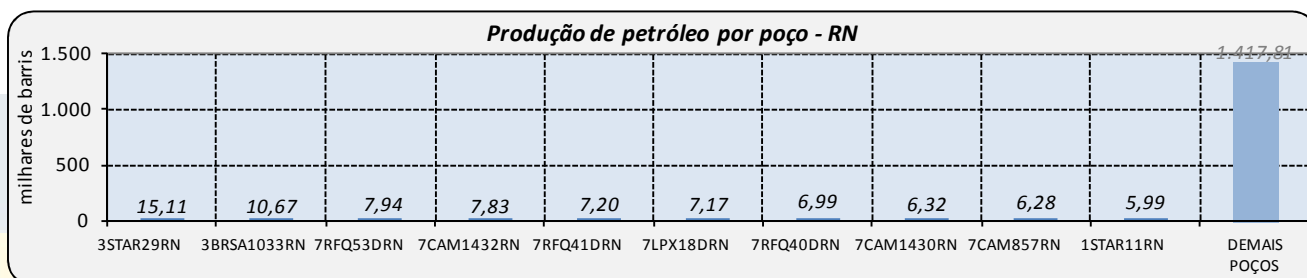 Produção de petróleo por poço - RN
milhares de barris
1.500
1.000
500
0
15,11 10,67 7,94 7,83 7,20 7,17 6,99 6,32 6,28 5,99 1.417,81
3STAR29RN 3BRSA1033RN 7RFQ53DRN 7CAM1432RN 7RFQ41DRN 7LPX18DRN 7RFQ40DRN 7CAM1430RN 7CAM857RN 1STAR11RN DEMAIS
POÇOS